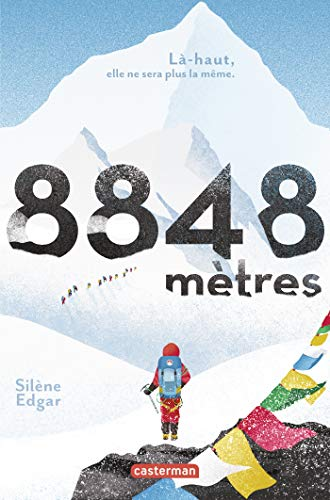 Là-haut,
elle ne sera plus la même.
8848
mètres
Silène
Edgar
casterman